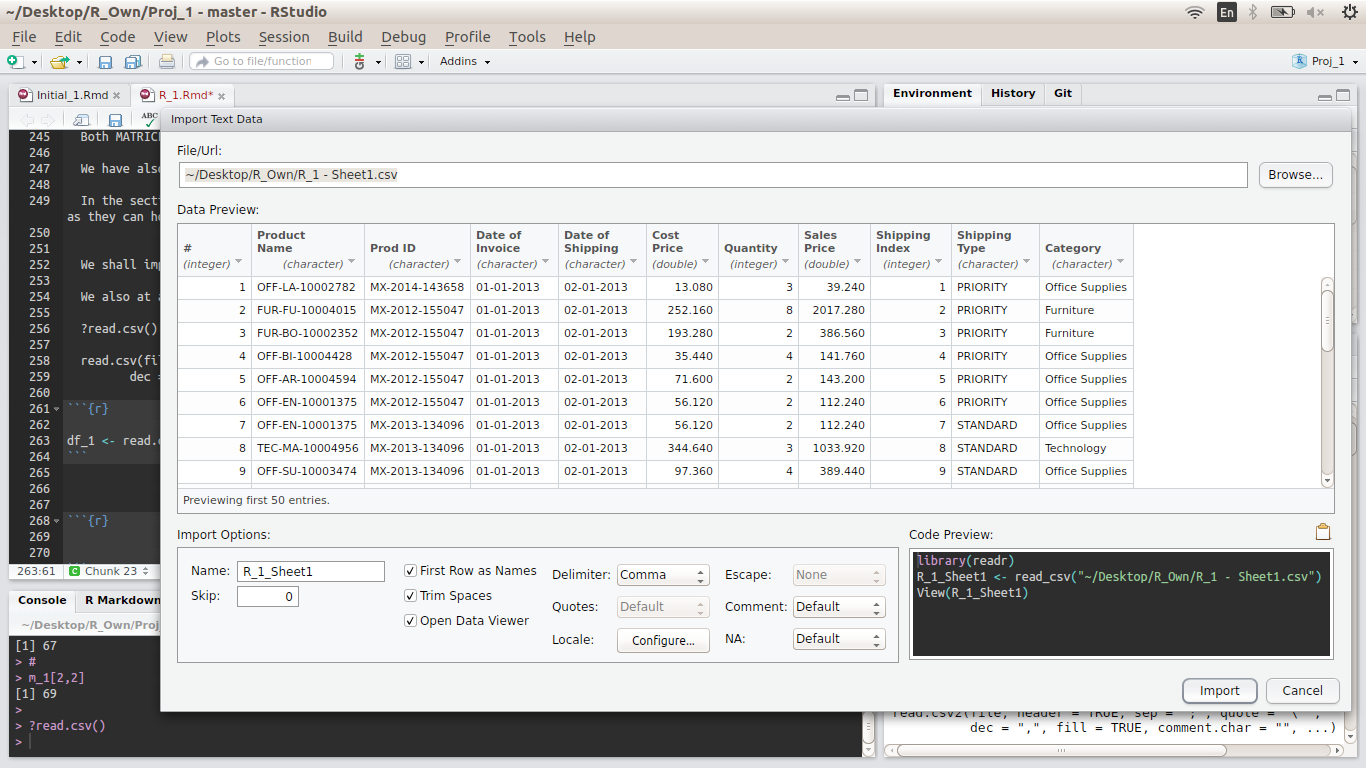 ~/Desktop/R_Own/Proj_1 - master - RStudio
En
File Edit Code View Plots Session Build Debug Profile Tools Help
Go to file/function Addins Proj_1
Initial_1.Rmd R_1.Rmd* Environment History Git
ABC
Import Text Data
File/Url:
~/Desktop/R_Own/R_1 - Sheet1.csv Browse...
Data Preview:
# (integer) Product Name (character) Prod ID (character) Date of Invoice (character) Date of Shipping (character) Cost Price (double) Quantity (integer) Sales Price (double) Shipping Index (integer) Shipping Type (character) Category (character)
1 OFF-LA-10002782 MX-2014-143658 01-01-2013 02-01-2013 13.080 3 39.240 1 PRIORITY Office Supplies
2 FUR-FU-10004015 MX-2012-155047 01-01-2013 02-01-2013 252.160 8 2017.280 2 PRIORITY Furniture
3 FUR-BO-10002352 MX-2012-155047 01-01-2013 02-01-2013 193.280 2 386.560 3 PRIORITY Furniture
4 OFF-BI-10004428 MX-2012-155047 01-01-2013 02-01-2013 35.440 4 141.760 4 PRIORITY Office Supplies
5 OFF-AR-10004594 MX-2012-155047 01-01-2013 02-01-2013 71.600 2 143.200 5 PRIORITY Office Supplies
6 OFF-EN-10001375 MX-2012-155047 01-01-2013 02-01-2013 56.120 2 112.240 6 PRIORITY Office Supplies
7 OFF-EN-10001375 MX-2013-134096 01-01-2013 02-01-2013 56.120 2 112.240 7 STANDARD Office Supplies
8 TEC-MA-10004956 MX-2013-134096 01-01-2013 02-01-2013 344.640 3 1033.920 8 STANDARD Technology
9 OFF-SU-10003474 MX-2013-134096 01-01-2013 02-01-2013 97.360 4 389.440 9 STANDARD Office Supplies
Previewing first 50 entries.
Import Options:
Name: R_1_Sheet1
Skip: 0
First Row as Names
Trim Spaces
Open Data Viewer
Delimiter: Comma
Quotes: Default
Locale: Configure...
Escape: None
Comment: Default
NA: Default
Code Preview:
library(readr)
R_1_Sheet1 <- read_csv("~/Desktop/R_Own/R_1 - Sheet1.csv")
View(R_1_Sheet1)
Import Cancel
245 Both
246
247 We have
248
249 In the
as they can
250
251
252 We shall
253
254 We also at
255
256 ?read.csv()
257
258 read.csv(
259 dec
260
261 ```{r}
262
263 df_1 <- read.
264 ```
265
266
267
268 ```{r}
269
270
263:61 C Chunk 23
Console R Markdown
~/Desktop/R_Own/
[1] 67
> #
> m_1[2,2]
[1] 69
>
> ?read.csv()
>
dec = ",", fill = TRUE, comment.char = "", ...)